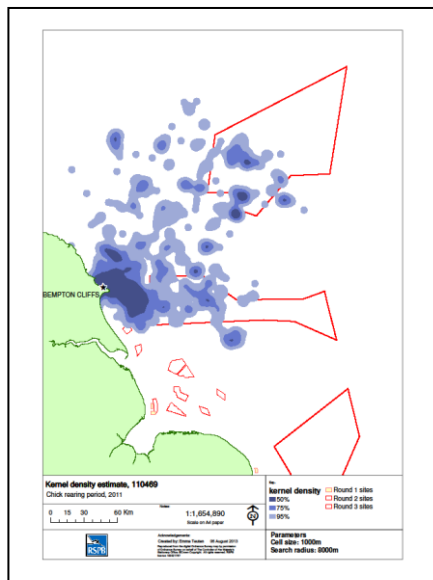 BEMPTON CLIFFS
Kernel density estimate, 110469
Chick rearing period, 2011
0 15 30 60 Km
Notes
1:1,654,890
Scale on A4 paper
N
Key
kernel density
50%
75%
95%
Round 1 sites
Round 2 sites
Round 3 sites
RSPB
Acknowledgements
Parameters
Cell size: 1000m
Search radius: 8000m